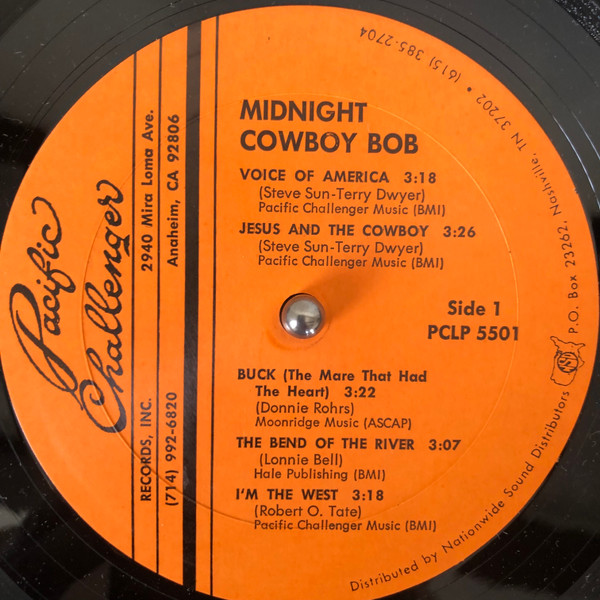 Pacific
Challenger
RECORDS, INC. 2940 Mira Loma Ave.
(714) 992-6820 Anaheim, CA 92806
MIDNIGHT
COWBOY BOB
VOICE OF AMERICA 3:18
(Steve Sun-Terry Dwyer)
Pacific Challenger Music (BMI)
JESUS AND THE COWBOY 3:26
(Steve Sun-Terry Dwyer)
Pacific Challenger Music (BMI)
Side 1
PCLP 5501
BUCK (The Mare That Had
The Heart) 3:22
(Donnie Rohrs)
Moonridge Music (ASCAP)
THE BEND OF THE RIVER 3:07
(Lonnie Bell)
Hale Publishing (BMI)
I'M THE WEST 3:18
(Robert O. Tate)
Pacific Challenger Music (BMI)
Distributed by Nationwide Sound Distributors NSD P.O. Box 23262, Nashville, TN 37202 • (615) 385-2704